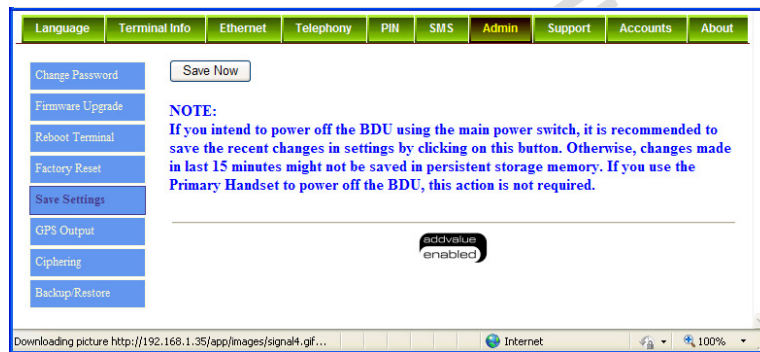 Language Terminal Info Ethernet Telephony PIN SMS Admin Support Accounts About
Change Password
Firmware Upgrade
Reboot Terminal
Factory Reset
Save Settings
GPS Output
Ciphering
Backup/Restore
Save Now
NOTE:
If you intend to power off the BDU using the main power switch, it is recommended to
save the recent changes in settings by clicking on this button. Otherwise, changes made
in last 15 minutes might not be saved in persistent storage memory. If you use the
Primary Handset to power off the BDU, this action is not required.
addvalue
enabled
Downloading picture http://192.168.1.35/app/images/signal4.gif... Internet 100%